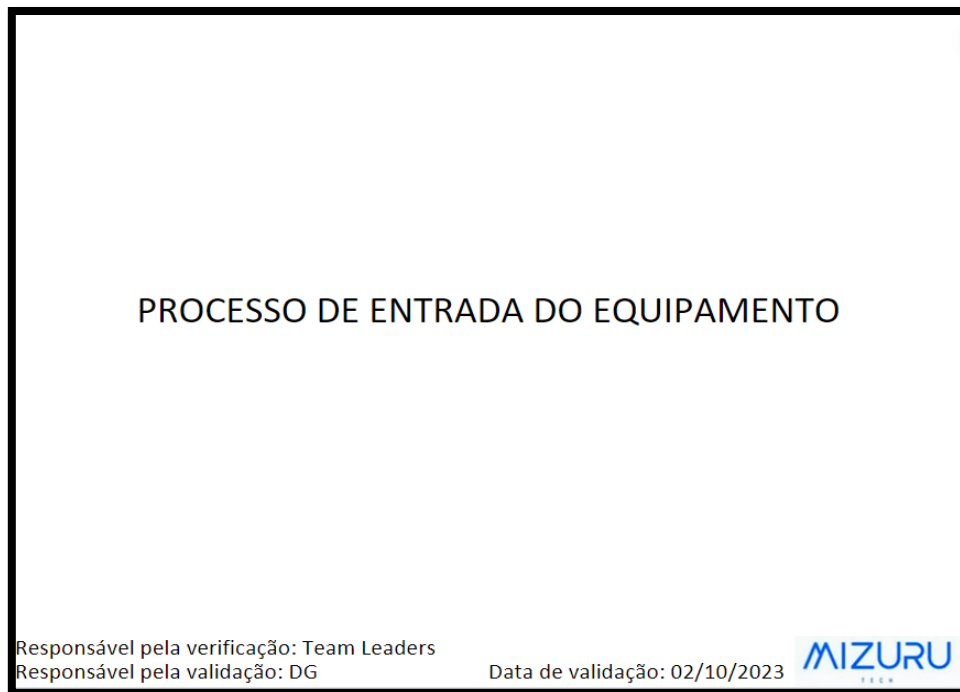 PROCESSO DE ENTRADA DO EQUIPAMENTO
Responsável pela verificação: Team Leaders
Responsável pela validação: DG
Data de validação: 02/10/2023
MIZURU
TECH